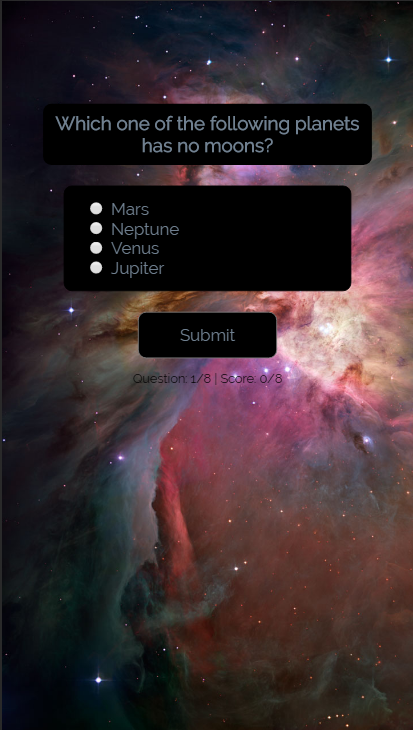 Which one of the following planets
has no moons?
Mars
Neptune
Venus
Jupiter
Submit
Question: 1/8 | Score: 0/8